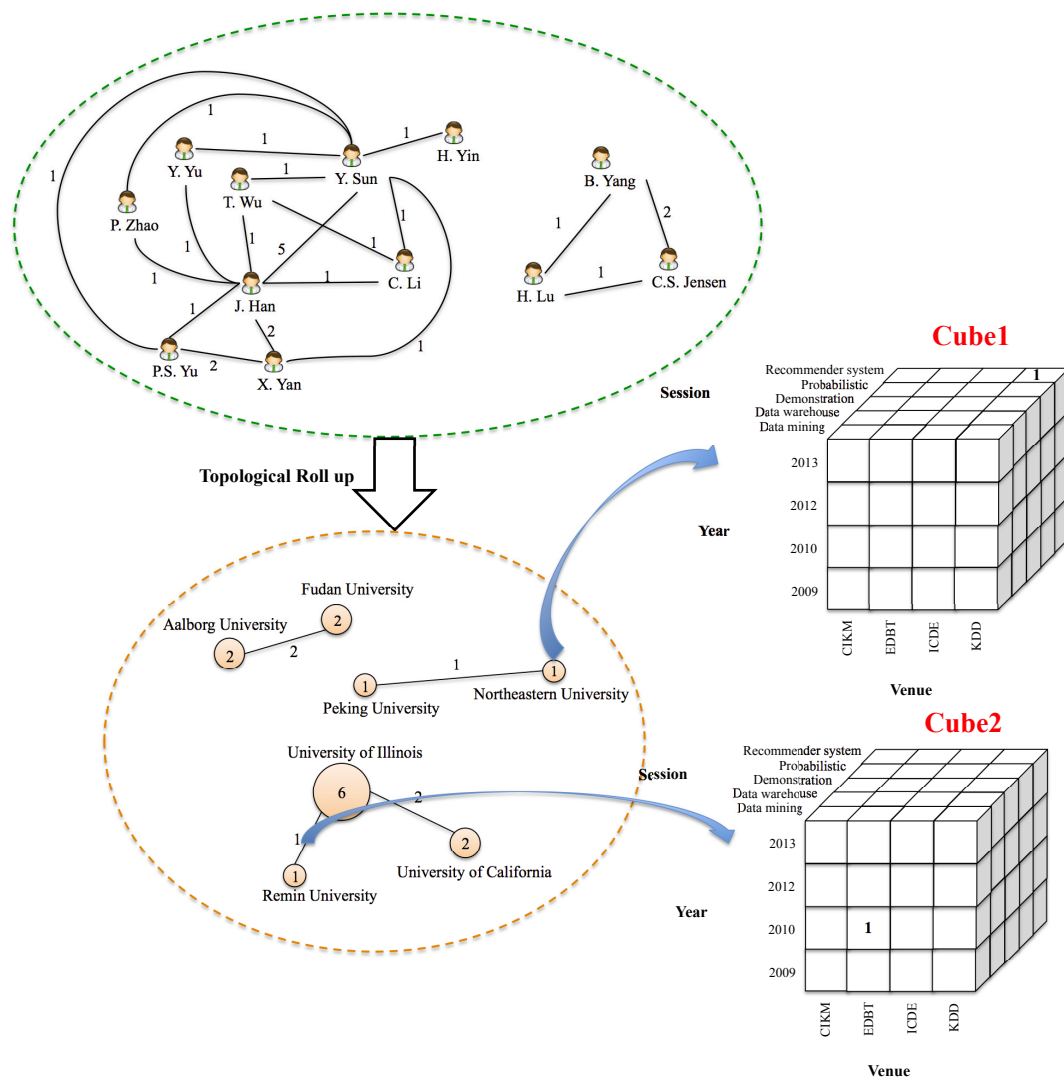 1
1
1
1
H. Yin
Y. Yu
1
Y. Sun
1
T. Wu
B. Yang
P. Zhao
1
1
2
1
1
5
1
1
1
1
C. Li
H. Lu
C.S. Jensen
J. Han
1
2
2
1
P.S. Yu
X. Yan
Cube1
Recommender system
1
Probabilistic
Demonstration
Data warehouse
Data mining
Session
2013
2012
2010
2009
Year
CIKM
EDBT
ICDE
KDD
Venue
Topological Roll up
Fudan University
2
Aalborg University
2
2
1
1
1
Peking University
Northeastern University
University of Illinois
6
2
1
2
1
University of California
Remin University
Cube2
Recommender system
Probabilistic
Demonstration
Data warehouse
Data mining
Session
2013
2012
2010
1
2009
Year
CIKM
EDBT
ICDE
KDD
Venue